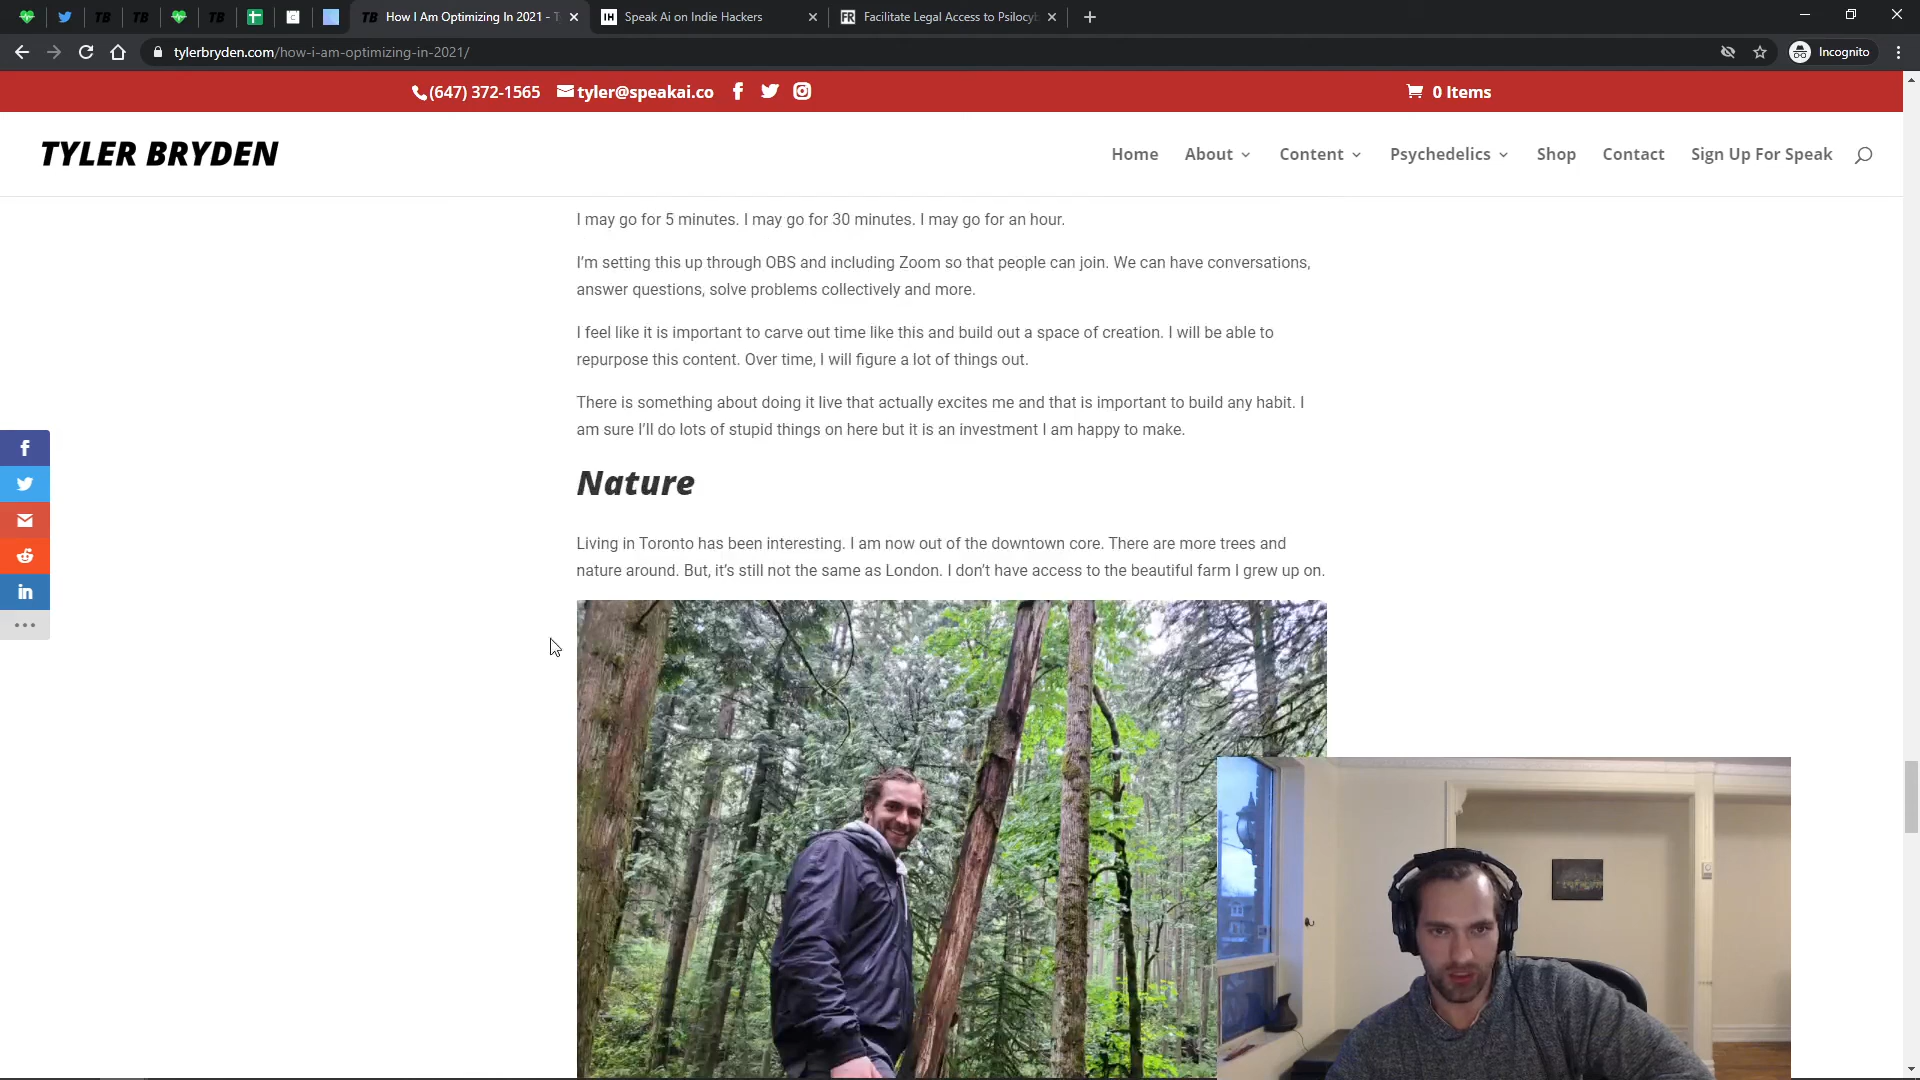 How I Am Optimizing In 2021 -
Speak Ai on Indie Hackers
Facilitate Legal Access to Psilocyb
tylerbryden.com/how-i-am-optimizing-in-2021/
Incognito
(647) 372-1565
tyler@speakai.co
0 Items
TYLER BRYDEN
Home
About
Content
Psychedelics
Shop
Contact
Sign Up For Speak
I may go for 5 minutes. I may go for 30 minutes. I may go for an hour.
I'm setting this up through OBS and including Zoom so that people can join. We can have conversations,
answer questions, solve problems collectively and more.
I feel like it is important to carve out time like this and build out a space of creation. I will be able to
repurpose this content. Over time, I will figure a lot of things out.
There is something about doing it live that actually excites me and that is important to build any habit. I
am sure I'll do lots of stupid things on here but it is an investment I am happy to make.
Nature
Living in Toronto has been interesting. I am now out of the downtown core. There are more trees and
nature around. But, it's still not the same as London. I don't have access to the beautiful farm I grew up on.